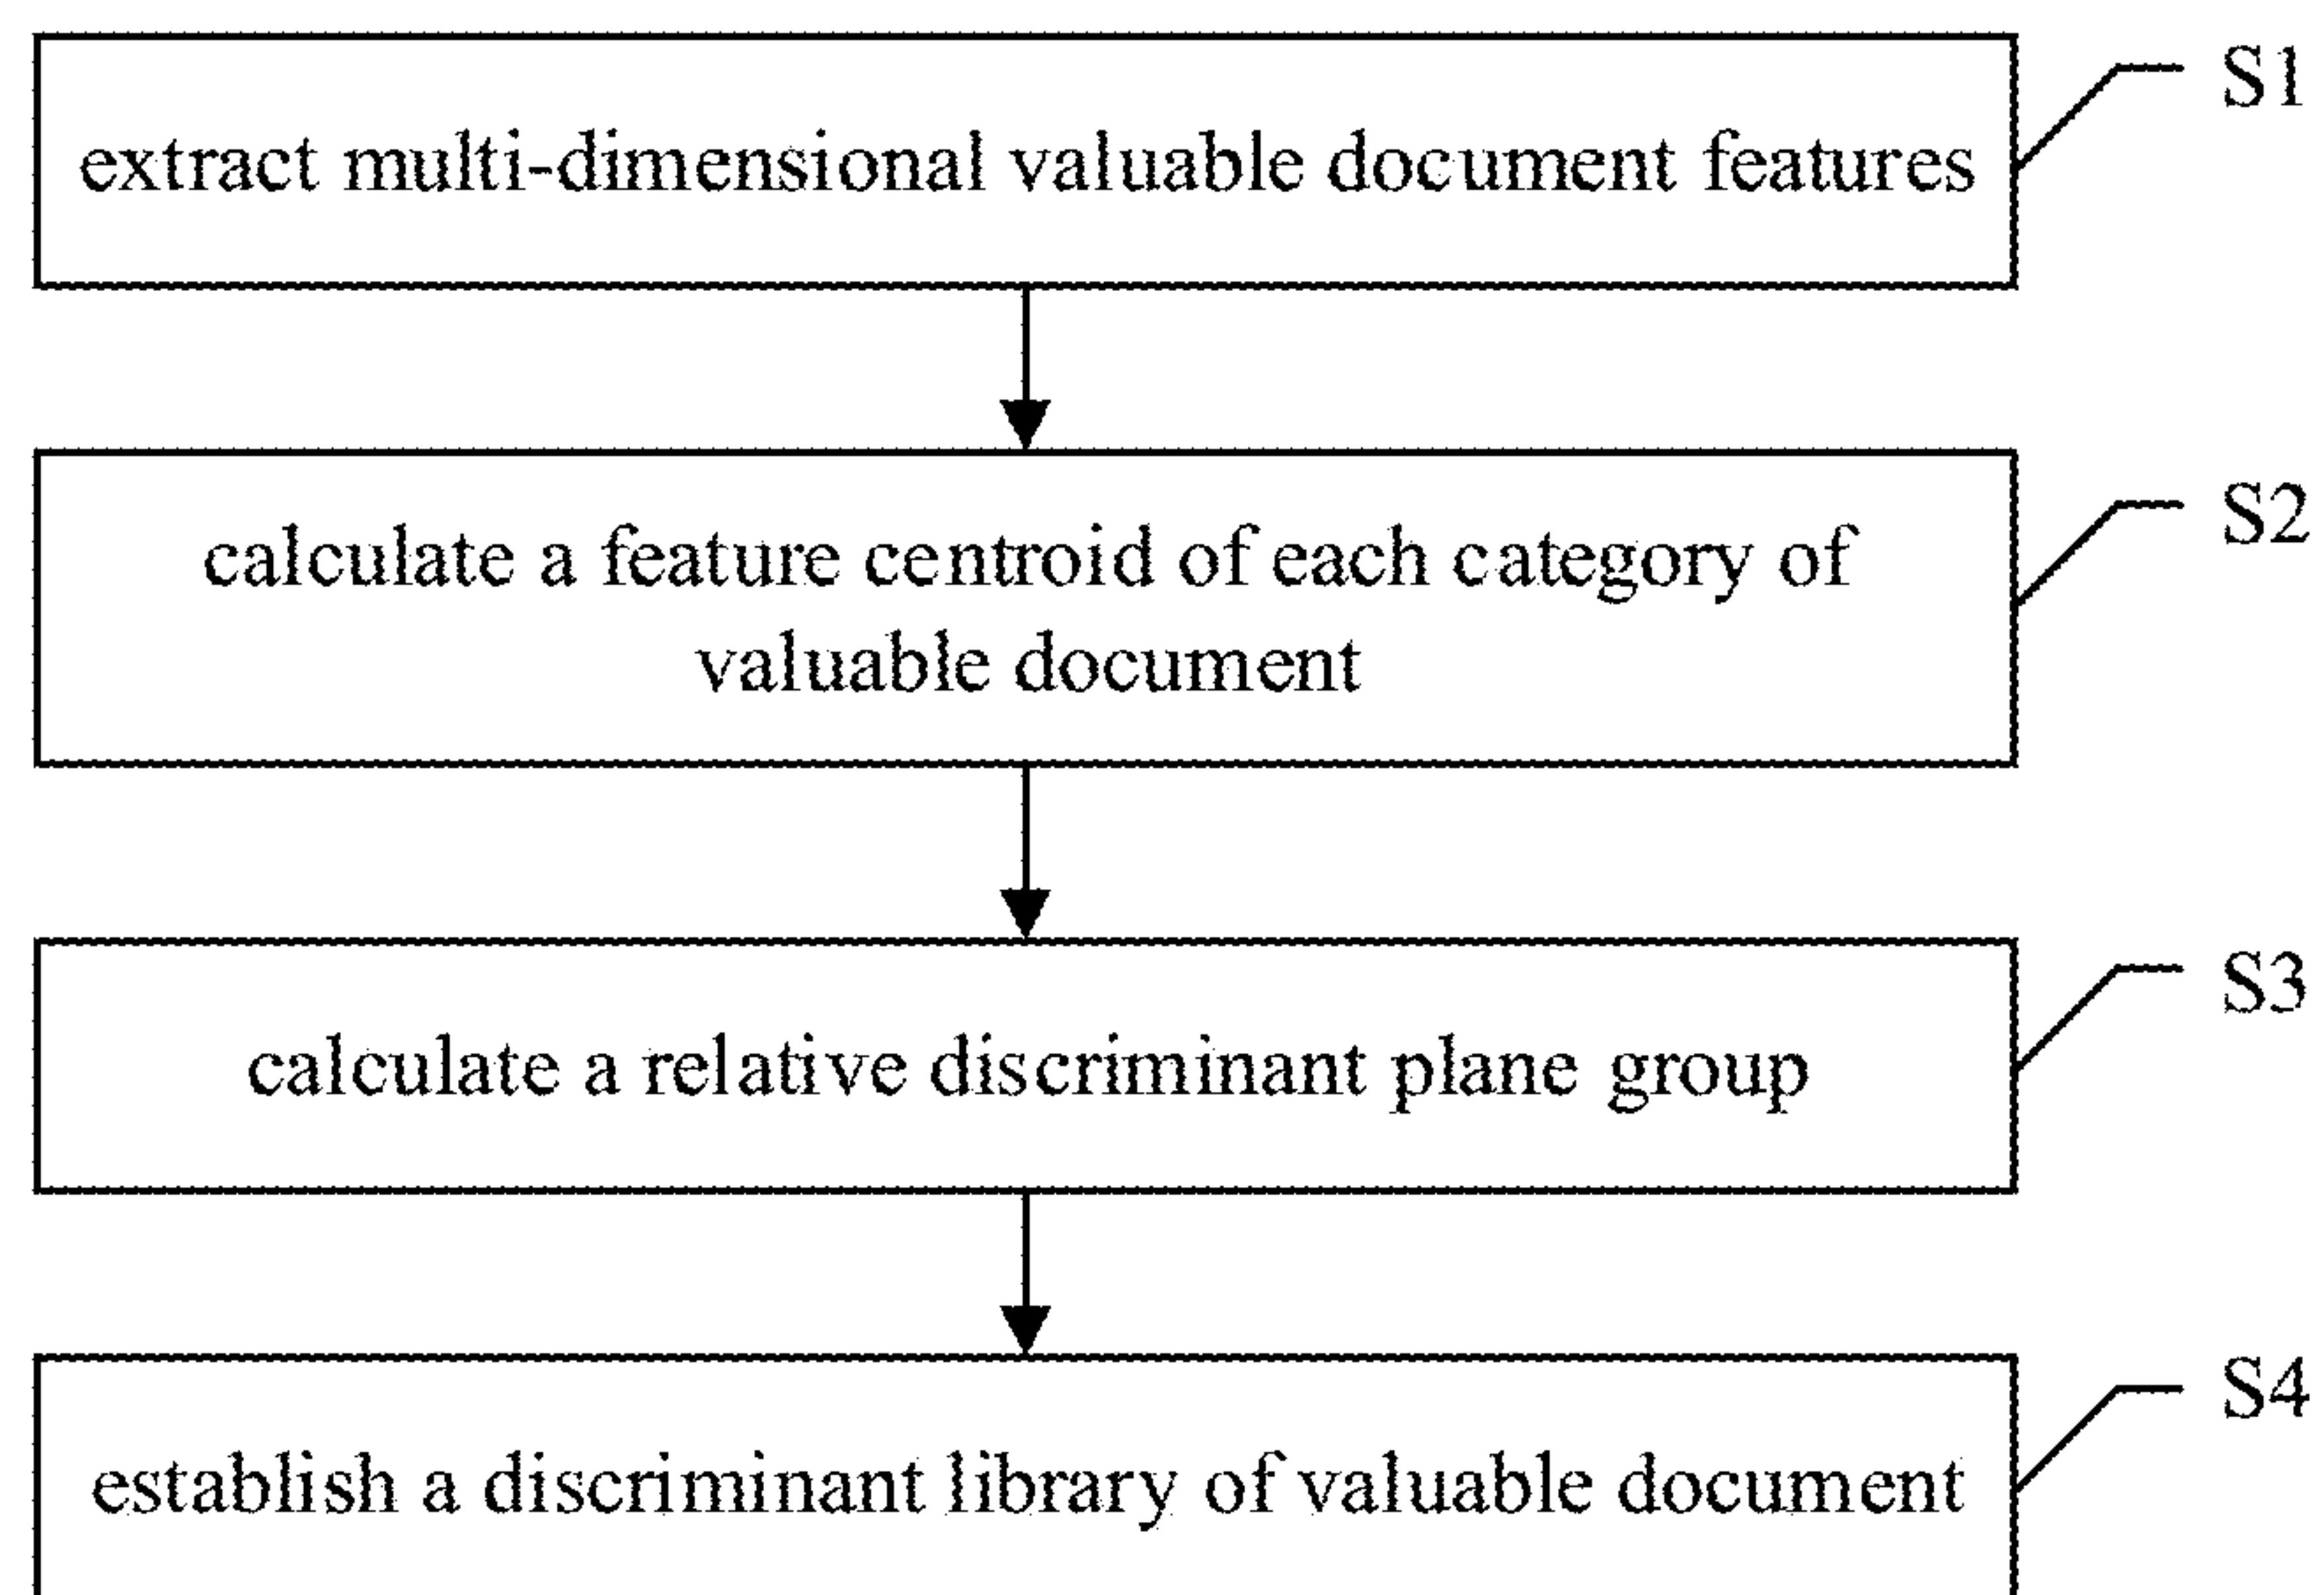 extract multi-dimensional valuable document features
S1
calculate a feature centroid of each category of
valuable document
S2
calculate a relative discriminant plane group
S3
establish a discriminant library of valuable document
S4